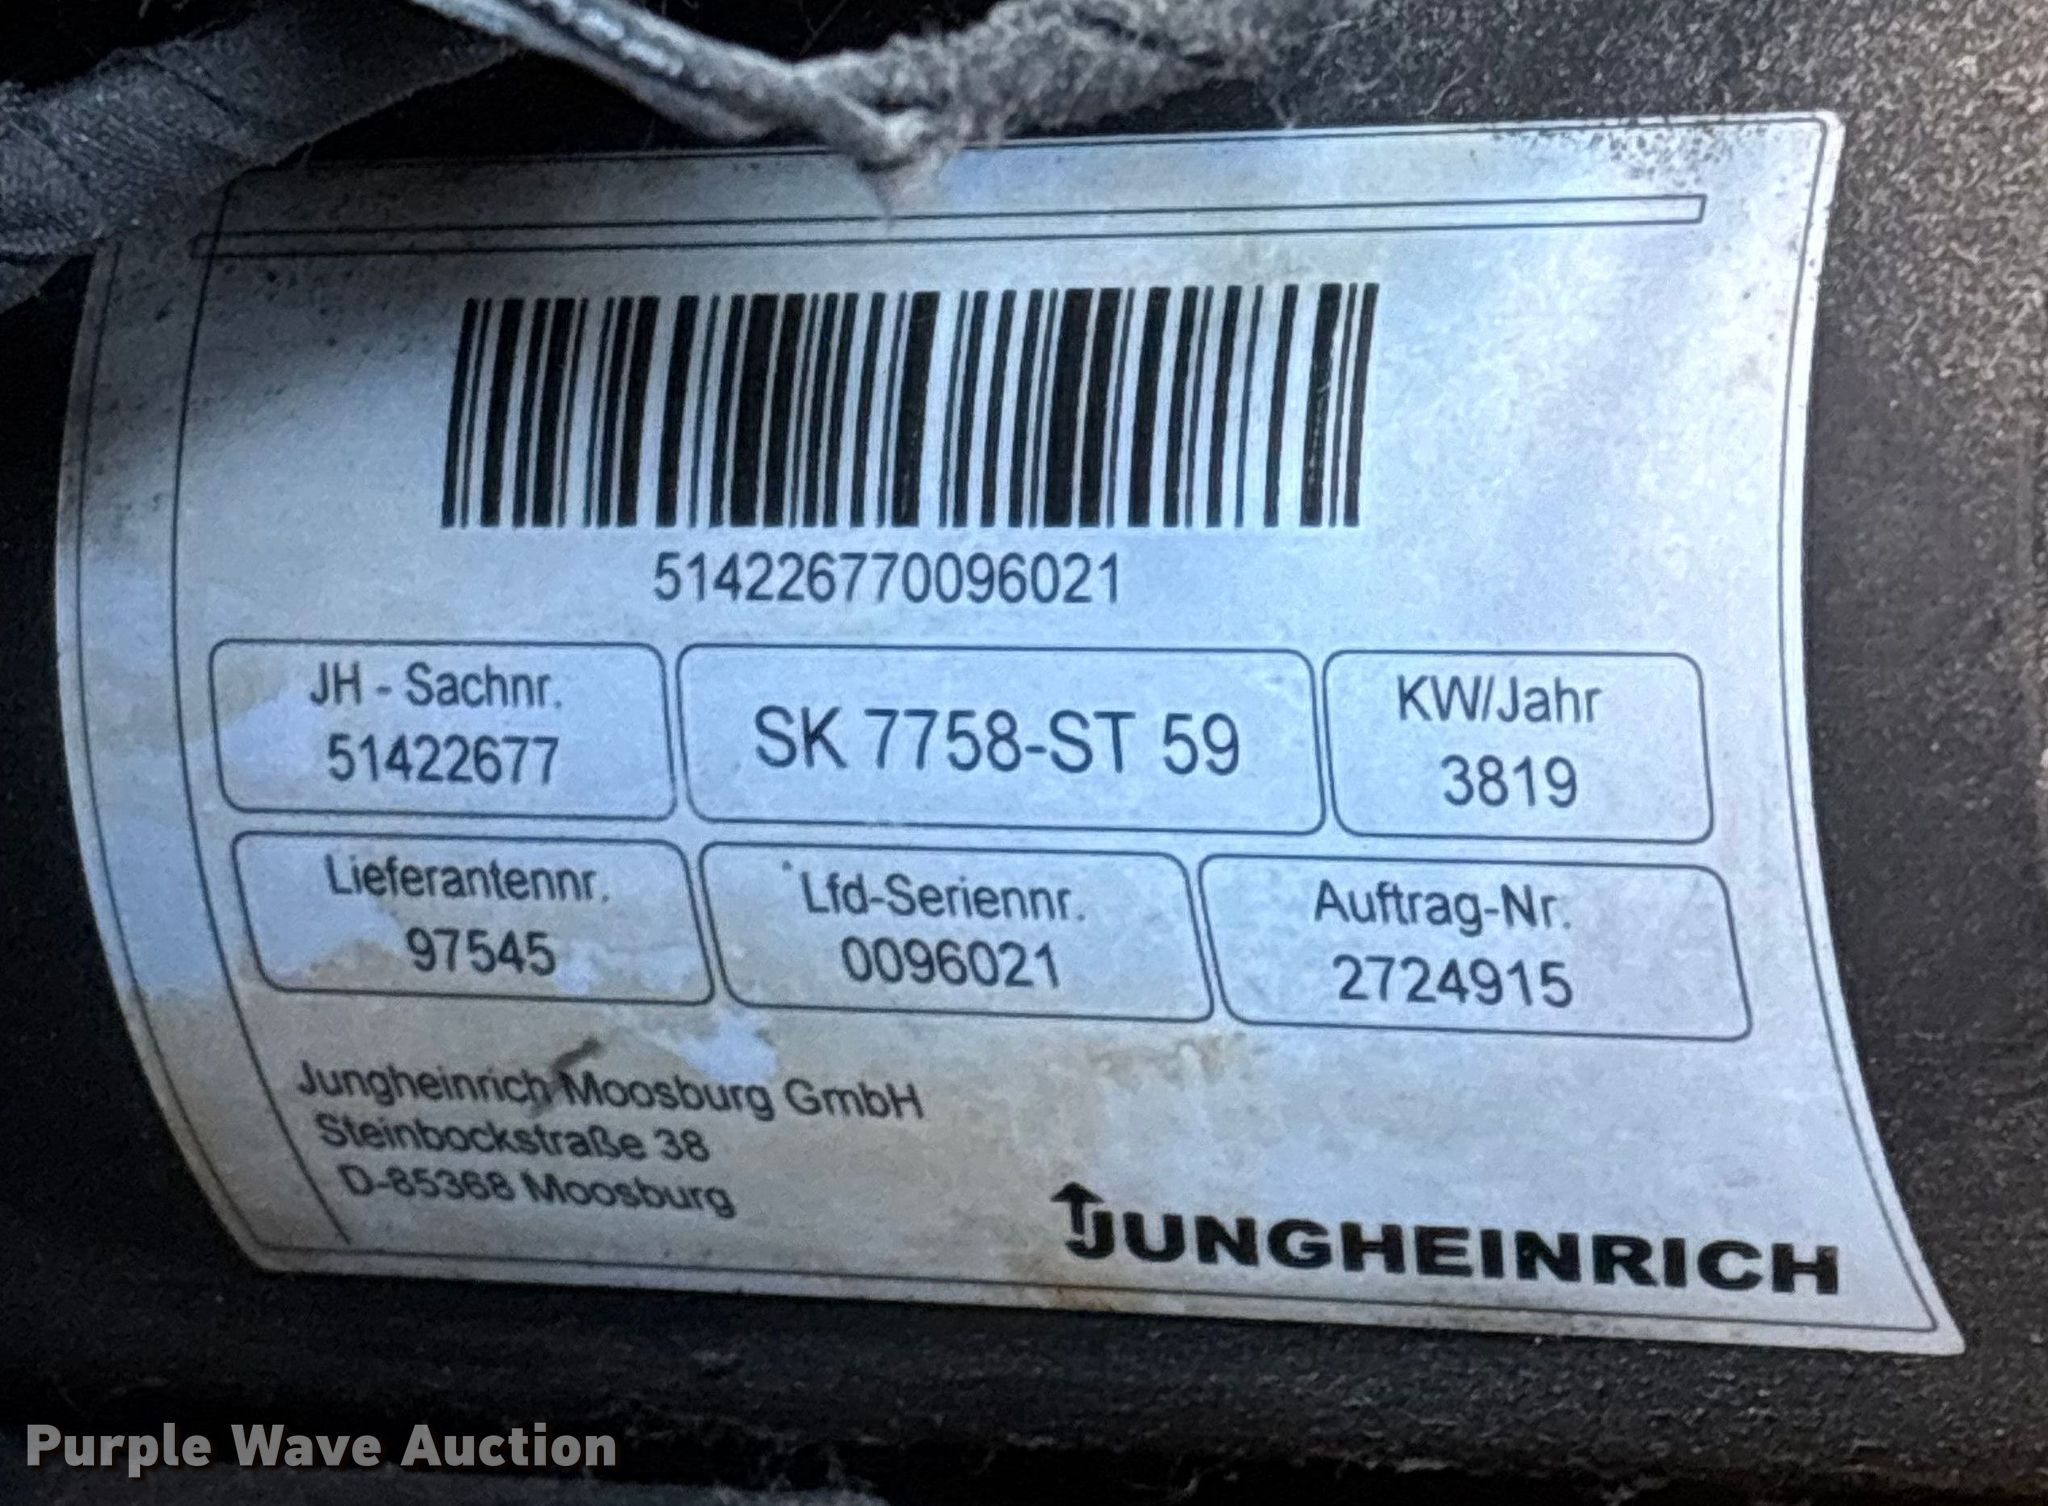 514226770096021
JH - Sachnr.
51422677
SK 7758-ST 59
KW/Jahr
3819
Lieferantennr.
97545
Lfd-Seriennr.
0096021
Auftrag-Nr.
2724915
Jungheinrich Moosburg GmbH
Steinbockstraße 38
D-85368 Moosburg
JUNGHEINRICH
Purple Wave Auction